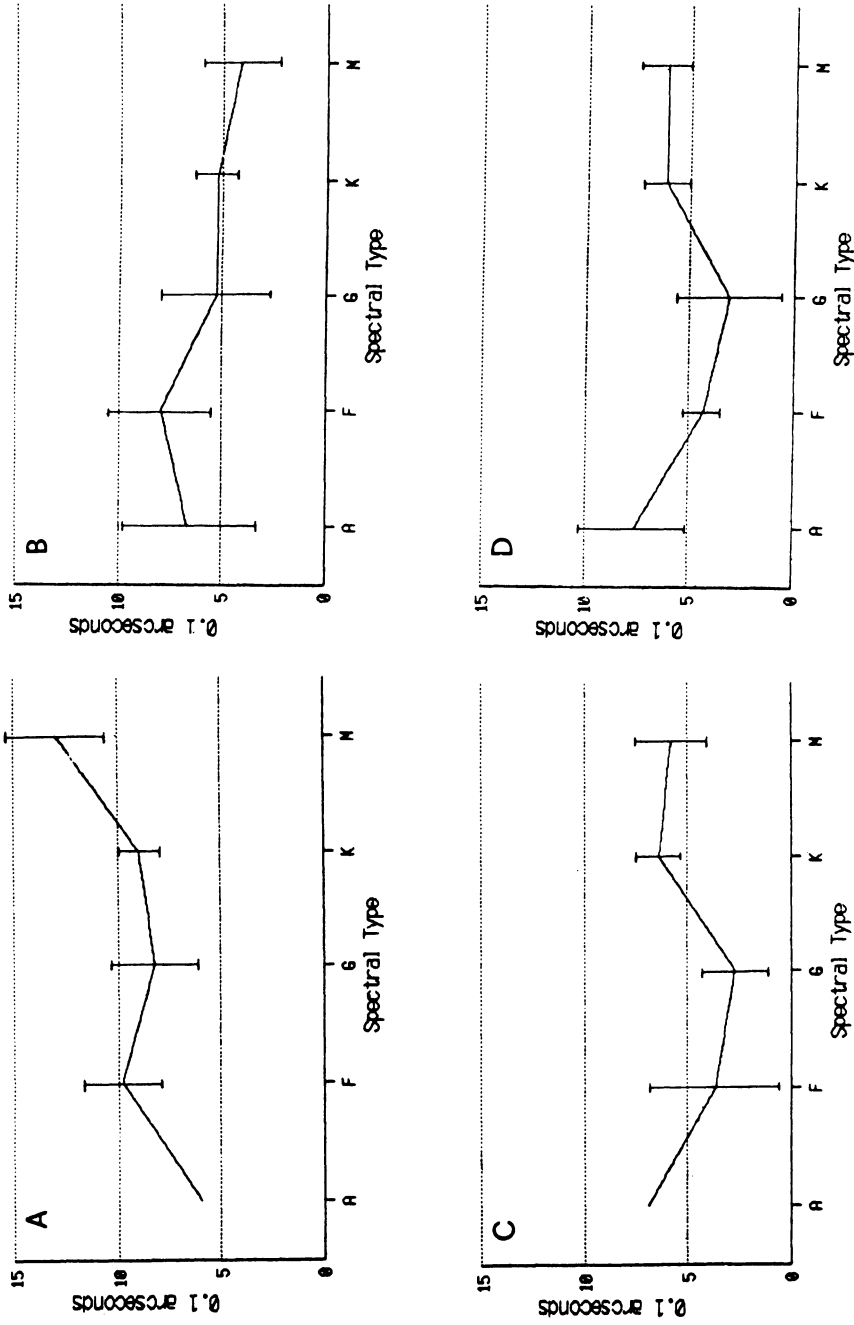 A
15
10
5
0
0.1 arcseconds
A F G K M
Spectral Type
B
15
10
5
0
0.1 arcseconds
A F G K M
Spectral Type
C
15
10
5
0
0.1 arcseconds
A F G K M
Spectral Type
D
15
10
5
0
0.1 arcseconds
A F G K M
Spectral Type